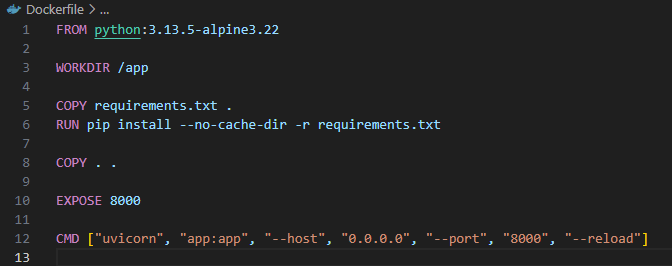 Dockerfile > ...
1 FROM python:3.13.5-alpine3.22
2
3 WORKDIR /app
4
5 COPY requirements.txt .
6 RUN pip install --no-cache-dir -r requirements.txt
7
8 COPY . .
9
10 EXPOSE 8000
11
12 CMD ["uvicorn", "app:app", "--host", "0.0.0.0", "--port", "8000", "--reload"]
13